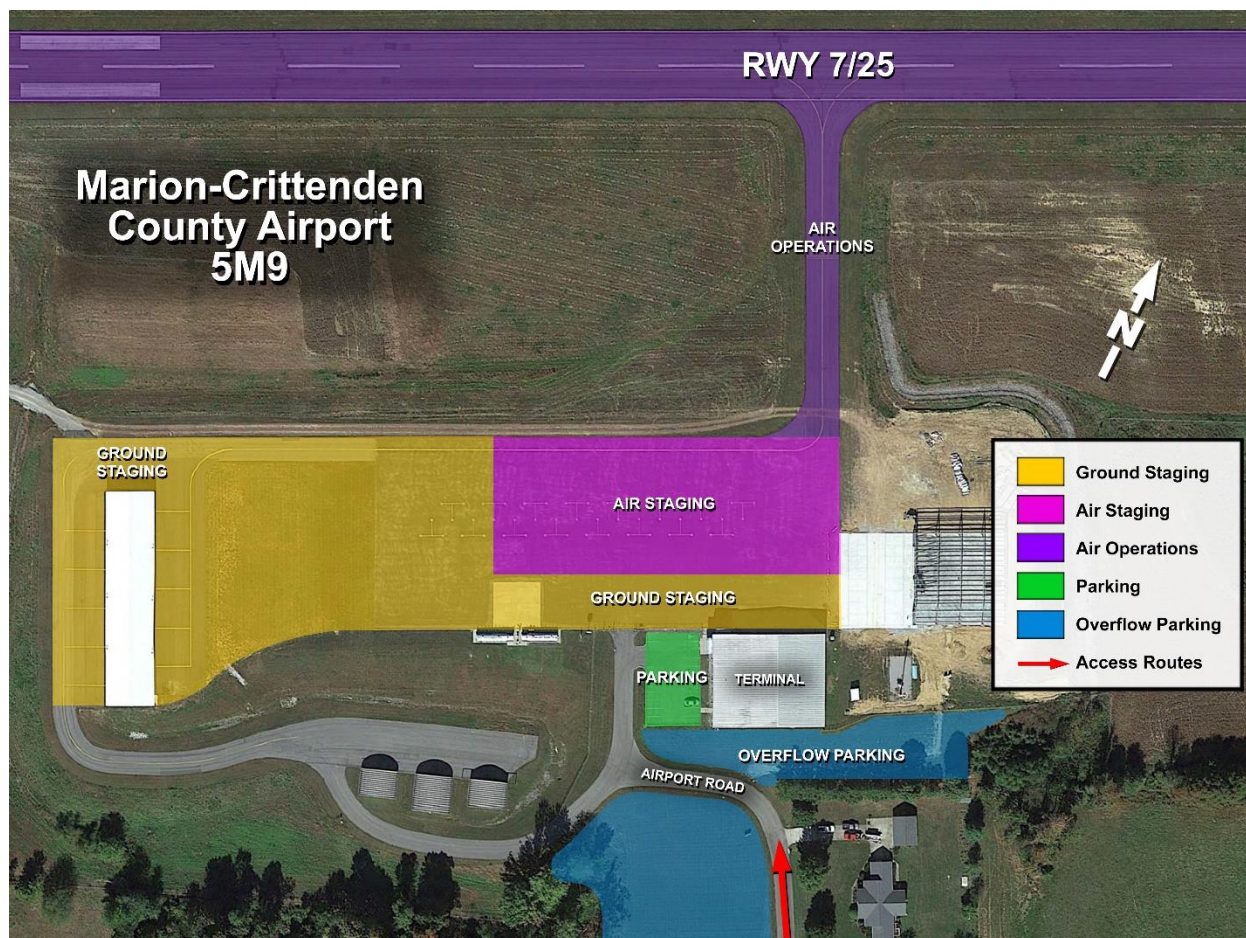 RWY 7/25
Marion-Crittenden
County Airport
5M9
AIR
OPERATIONS
N
GROUND
STAGING
AIR STAGING
GROUND STAGING
PARKING
TERMINAL
OVERFLOW PARKING
AIRPORT ROAD
Ground Staging
Air Staging
Air Operations
Parking
Overflow Parking
Access Routes